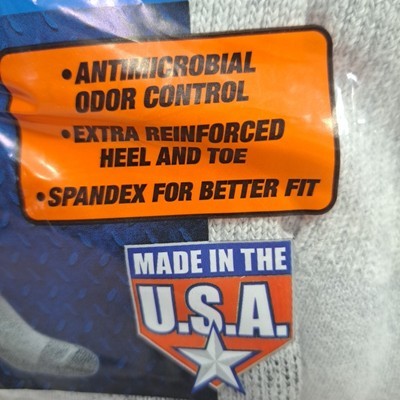 •ANTIMICROBIAL
ODOR CONTROL
•EXTRA REINFORCED
HEEL AND TOE
•SPANDEX FOR BETTER FIT
MADE IN THE
U.S.A.